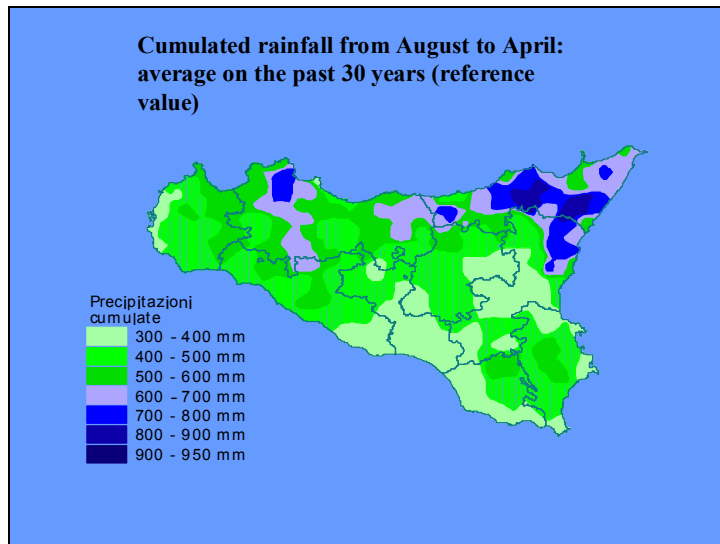 Cumulated rainfall from August to April:
average on the past 30 years (reference
value)
Precipitazioni
cumulate
300 - 400 mm
400 - 500 mm
500 - 600 mm
600 - 700 mm
700 - 800 mm
800 - 900 mm
900 - 950 mm